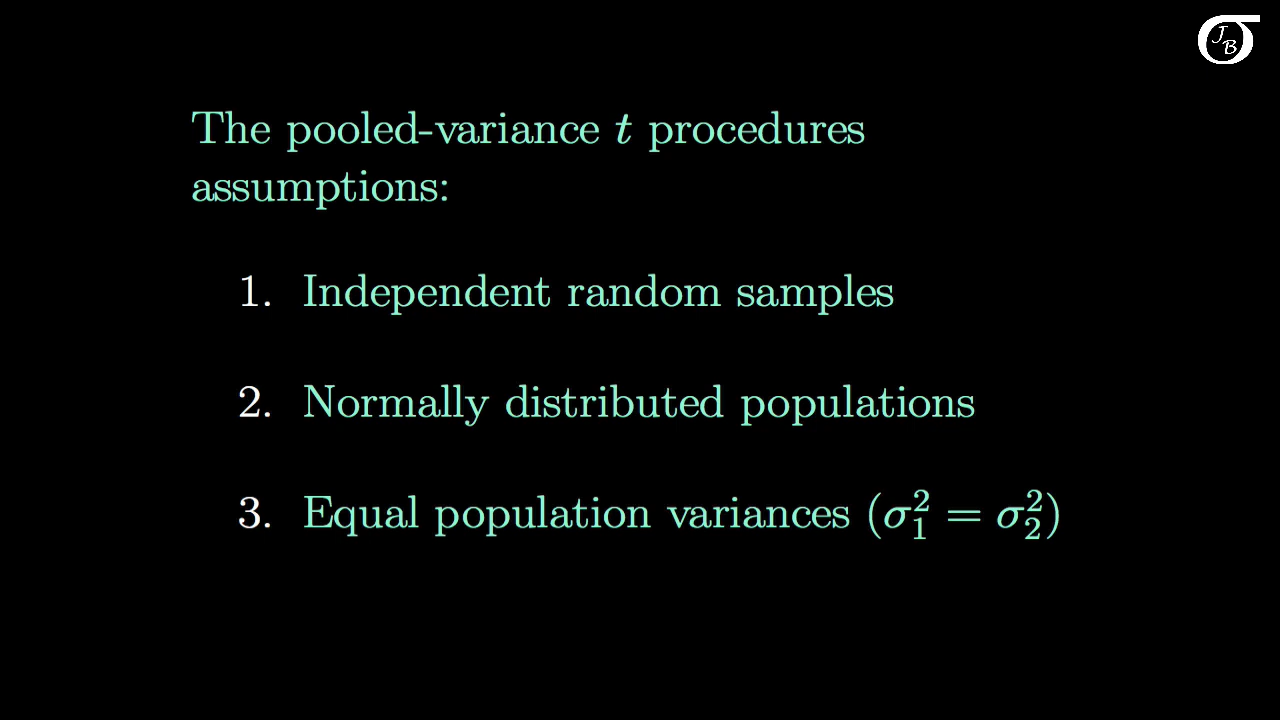 J
B
The pooled-variance t procedures
assumptions:
1. Independent random samples
2. Normally distributed populations
3. Equal population variances (σ₁² = σ₂²)